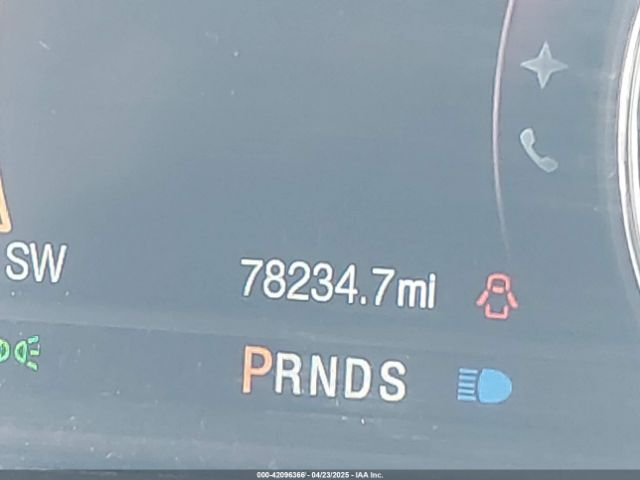 SW
78234.7mi
PRNDS
000-42096366' - 04/23/2025 - IAA Inc.